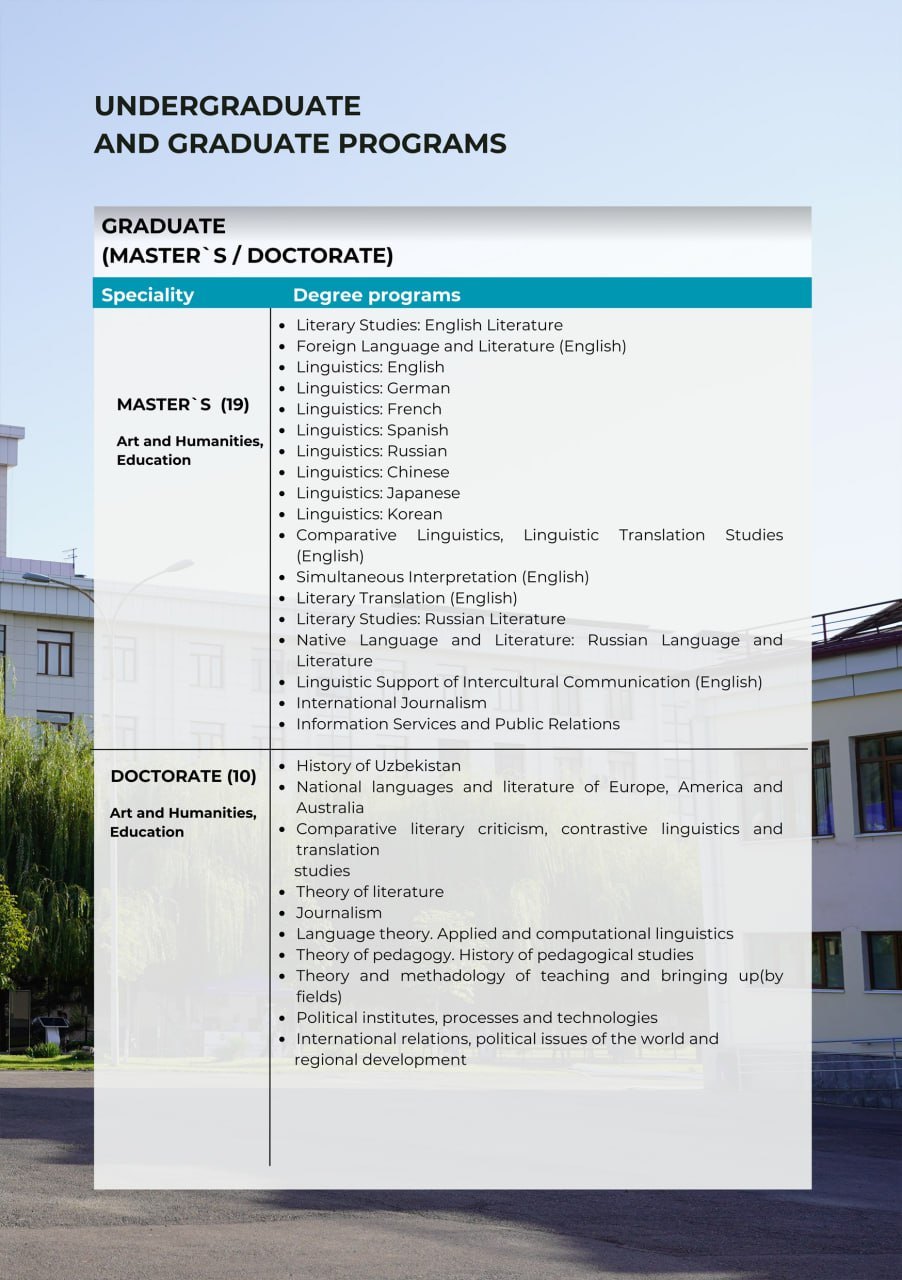 UNDERGRADUATE
AND GRADUATE PROGRAMS
GRADUATE
(MASTER`S / DOCTORATE)
Speciality
Degree programs
MASTER`S (19)
Art and Humanities,
Education
• Literary Studies: English Literature
• Foreign Language and Literature (English)
• Linguistics: English
• Linguistics: German
• Linguistics: French
• Linguistics: Spanish
• Linguistics: Russian
• Linguistics: Chinese
• Linguistics: Japanese
• Linguistics: Korean
• Comparative Linguistics, Linguistic Translation Studies
(English)
• Simultaneous Interpretation (English)
• Literary Translation (English)
• Literary Studies: Russian Literature
• Native Language and Literature: Russian Language and
Literature
• Linguistic Support of Intercultural Communication (English)
• International Journalism
• Information Services and Public Relations
DOCTORATE (10)
Art and Humanities,
Education
• History of Uzbekistan
• National languages and literature of Europe, America and
Australia
• Comparative literary criticism, contrastive linguistics and
translation
studies
• Theory of literature
• Journalism
• Language theory. Applied and computational linguistics
• Theory of pedagogy. History of pedagogical studies
• Theory and methadology of teaching and bringing up(by
fields)
• Political institutes, processes and technologies
• International relations, political issues of the world and
regional development